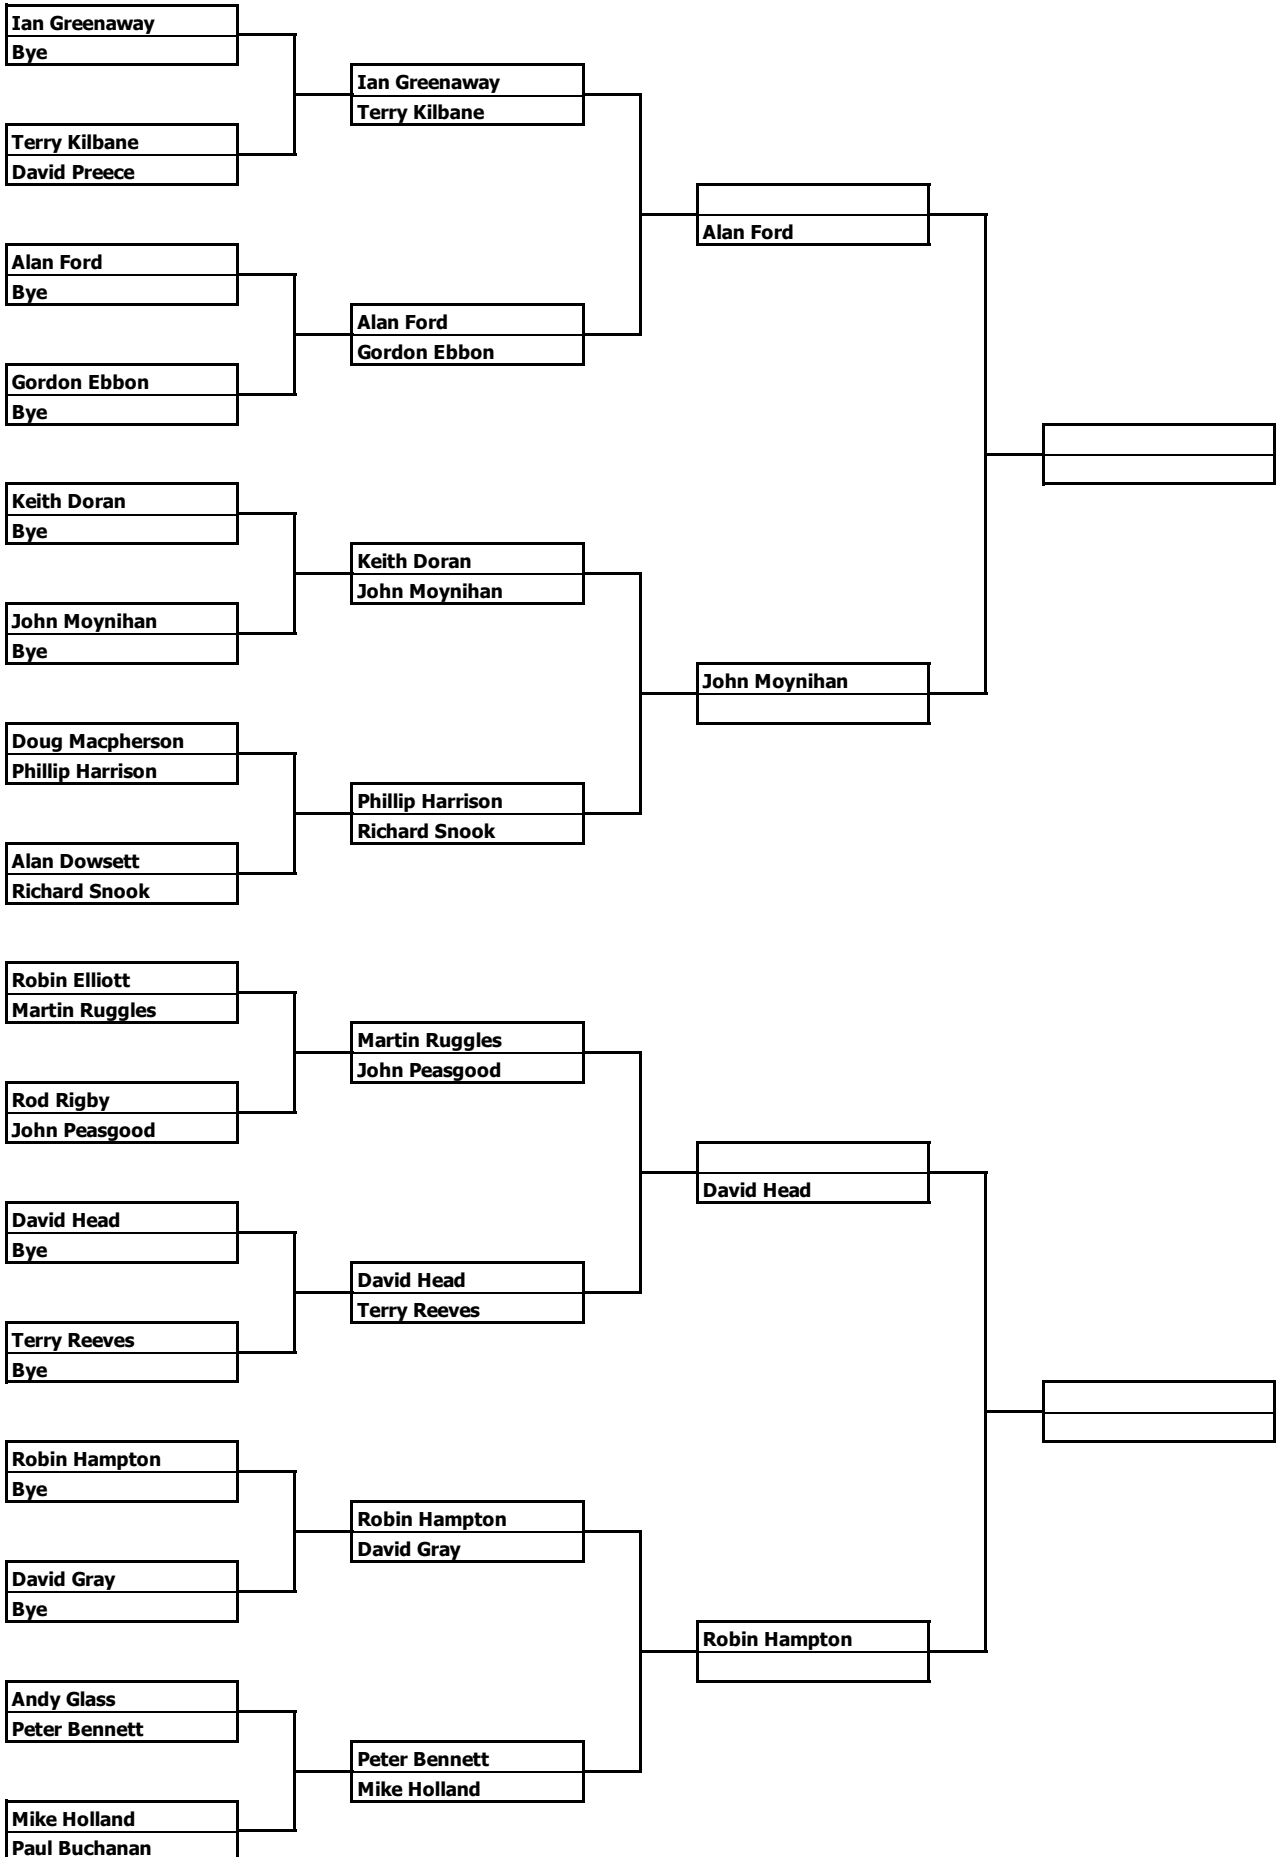 Ian Greenaway
Bye
Terry Kilbane
David Preece
Alan Ford
Bye
Gordon Ebbon
Bye
Keith Doran
Bye
John Moynihan
Bye
Doug Macpherson
Phillip Harrison
Alan Dowsett
Richard Snook
Robin Elliott
Martin Ruggles
Rod Rigby
John Peasgood
David Head
Bye
Terry Reeves
Bye
Robin Hampton
Bye
David Gray
Bye
Andy Glass
Peter Bennett
Mike Holland
Paul Buchanan
Ian Greenaway
Terry Kilbane
Alan Ford
Gordon Ebbon
Keith Doran
John Moynihan
Phillip Harrison
Richard Snook
Martin Ruggles
John Peasgood
David Head
Terry Reeves
Robin Hampton
David Gray
Peter Bennett
Mike Holland
Alan Ford
John Moynihan
David Head
Robin Hampton